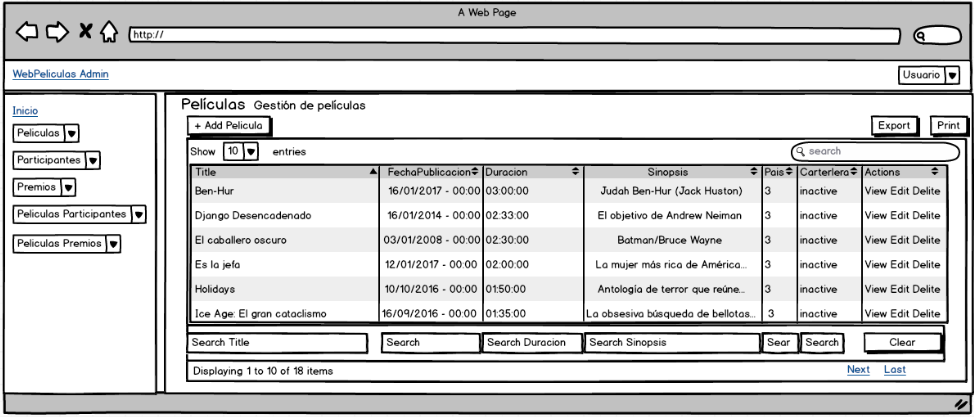 A Web Page
http://
WebPeliculas Admin
Usuario
Inicio
Peliculas
Participantes
Premios
Peliculas Participantes
Peliculas Premios
Películas Gestión de películas
+ Add Pelicula
Export Print
Show 10 entries
search
Title FechaPublicacion Duracion Sinopsis Pais Carterlera Actions
Ben-Hur 16/01/2017 - 00:00 03:00:00 Judah Ben-Hur (Jack Huston) 3 inactive View Edit Delite
Django Desencadenado 16/01/2014 - 00:00 02:33:00 El objetivo de Andrew Neiman 3 inactive View Edit Delite
El caballero oscuro 03/01/2008 - 00:00 02:30:00 Batman/Bruce Wayne 3 inactive View Edit Delite
Es la jefa 12/01/2017 - 00:00 02:00:00 La mujer más rica de América... 3 inactive View Edit Delite
Holidays 10/10/2016 - 00:00 01:50:00 Antología de terror que reúne... 3 inactive View Edit Delite
Ice Age: El gran cataclismo 16/09/2016 - 00:00 01:35:00 La obsesiva búsqueda de bellotas... 3 inactive View Edit Delite
Search Title Search Search Duracion Search Sinopsis Sear Search Clear
Displaying 1 to 10 of 18 items Next Last